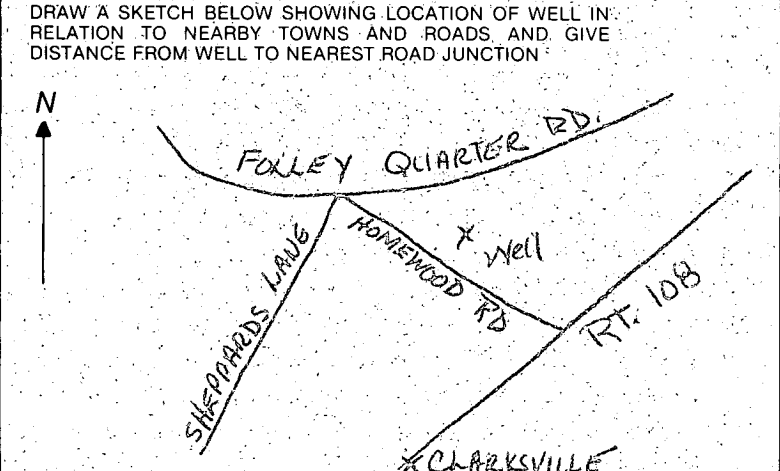 DRAW A SKETCH BELOW SHOWING LOCATION OF WELL IN
RELATION TO NEARBY TOWNS AND ROADS AND GIVE
DISTANCE FROM WELL TO NEAREST ROAD JUNCTION
N
FOLLEY QUARTER RD.
SHEPPARDS LANE
HOMEWOOD RD
x Well
RT. 108
x CLARKSVILLE